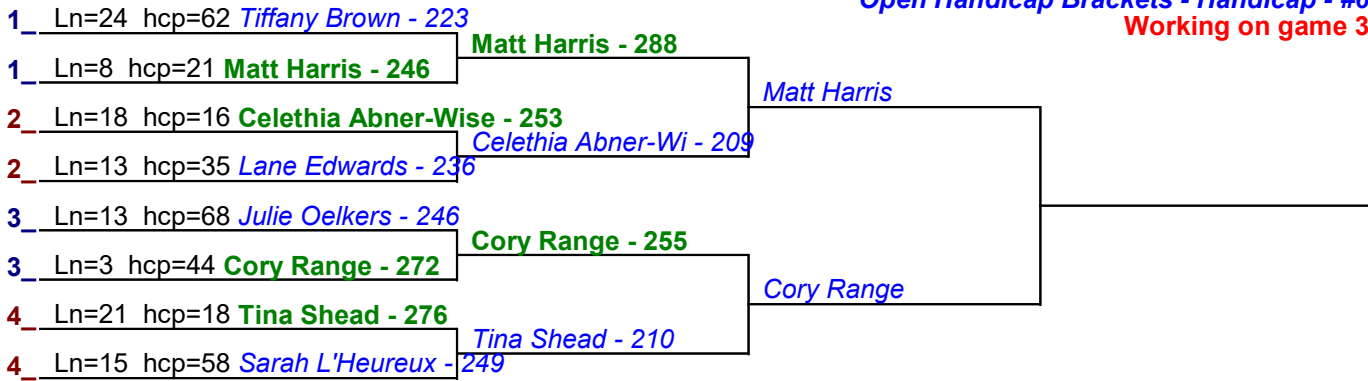 Open Handicap Brackets - Handicap - #6
Working on game 3
1_ Ln=24 hcp=62 Tiffany Brown - 223
Matt Harris - 288
1_ Ln=8 hcp=21 Matt Harris - 246
Matt Harris
2_ Ln=18 hcp=16 Celethia Abner-Wise - 253
Celethia Abner-Wi - 209
2_ Ln=13 hcp=35 Lane Edwards - 236
3_ Ln=13 hcp=68 Julie Oelkers - 246
Cory Range - 255
3_ Ln=3 hcp=44 Cory Range - 272
Cory Range
4_ Ln=21 hcp=18 Tina Shead - 276
Tina Shead - 210
4_ Ln=15 hcp=58 Sarah L'Heureux - 249